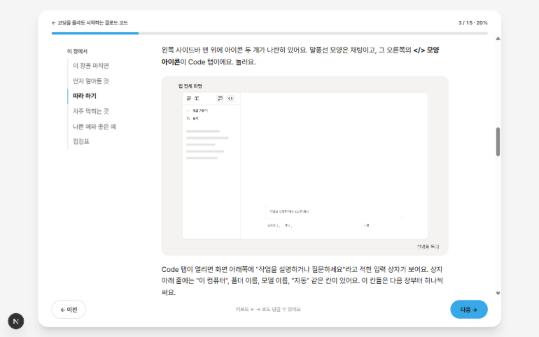 ← 코딩을 몰라도 시작하는 클로드 코드
3 / 15 · 20%
이 장에서
이 장을 마치면
먼저 알아둘 것
따라 하기
자주 막히는 것
나쁜 예와 좋은 예
점검표
왼쪽 사이드바 맨 위에 아이콘 두 개가 나란히 있어요. 말풍선 모양은 채팅이고, 그 오른쪽의 </> 모양
아이콘이 Code 탭이에요. 눌러요.
앱 전체 화면
Code 탭이 열리면 화면 아래쪽에 "작업을 설명하거나 질문하세요"라고 적힌 입력 상자가 보여요. 상자
아래 줄에는 "이 컴퓨터", 폴더 이름, 모델 이름, "자동" 같은 칸이 있어요. 이 칸들은 다음 장부터 하나씩
써요.
← 이전
다음 →
N